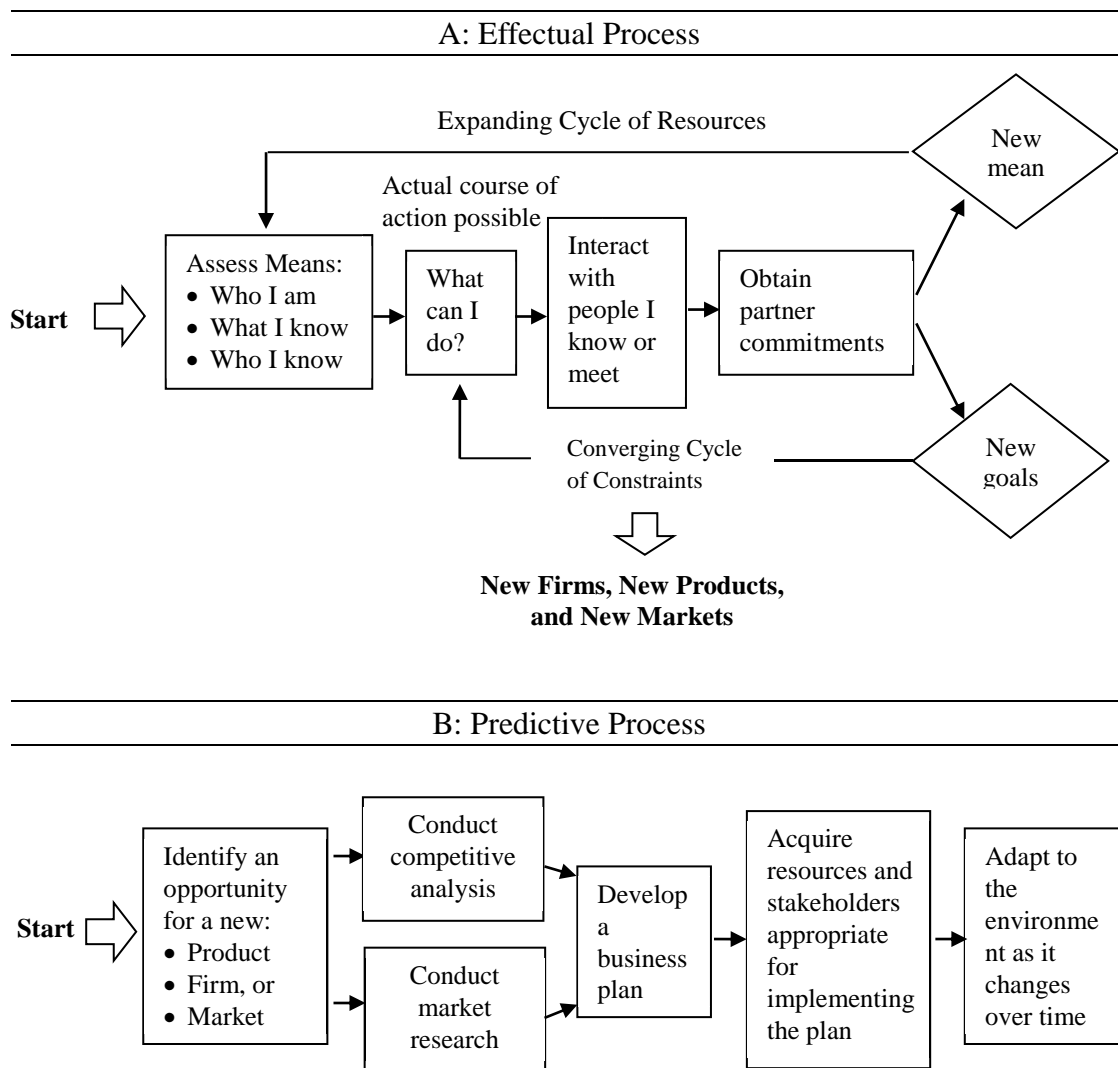 A: Effectual Process
Expanding Cycle of Resources
New
mean
Actual course of
action possible
Start
Assess Means:
• Who I am
• What I know
• Who I know
What
can I
do?
Interact
with
people I
know or
meet
Obtain
partner
commitments
New
goals
Converging Cycle
of Constraints
New Firms, New Products,
and New Markets
B: Predictive Process
Start
Identify an
opportunity
for a new:
• Product
• Firm, or
• Market
Conduct
competitive
analysis
Conduct
market
research
Develop
a
business
plan
Acquire
resources and
stakeholders
appropriate
for
implementing
the plan
Adapt to
the
environme
nt as it
changes
over time